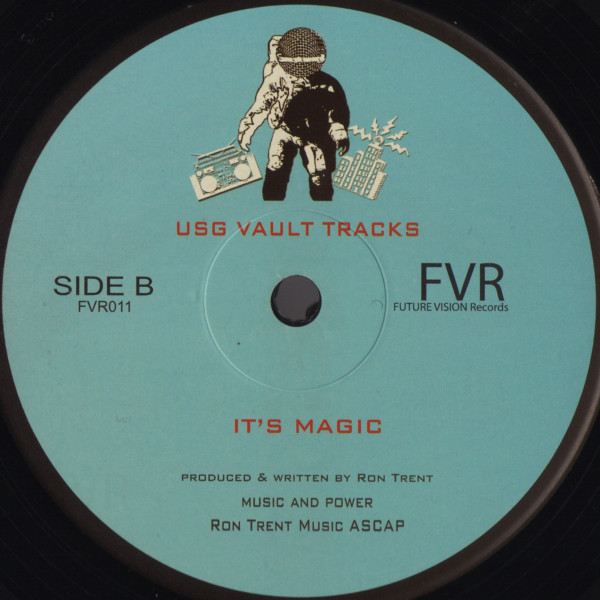 USG VAULT TRACKS
SIDE B
FVR011
FVR
FUTURE VISION Records
IT'S MAGIC
PRODUCED & WRITTEN BY RON TRENT
MUSIC AND POWER
RON TRENT MUSIC ASCAP